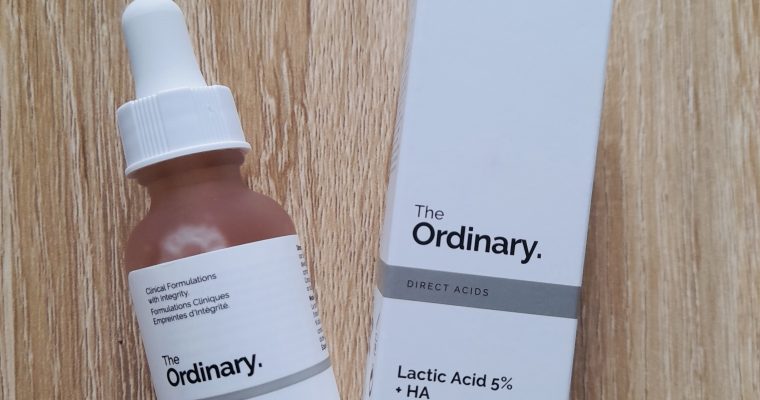 Clinical Formulations
with Integrity.
Formulations Cliniques
Empreintes d'Intégrité.
The
Ordinary.
The
Ordinary.
DIRECT ACIDS
Lactic Acid 5%
+ HA